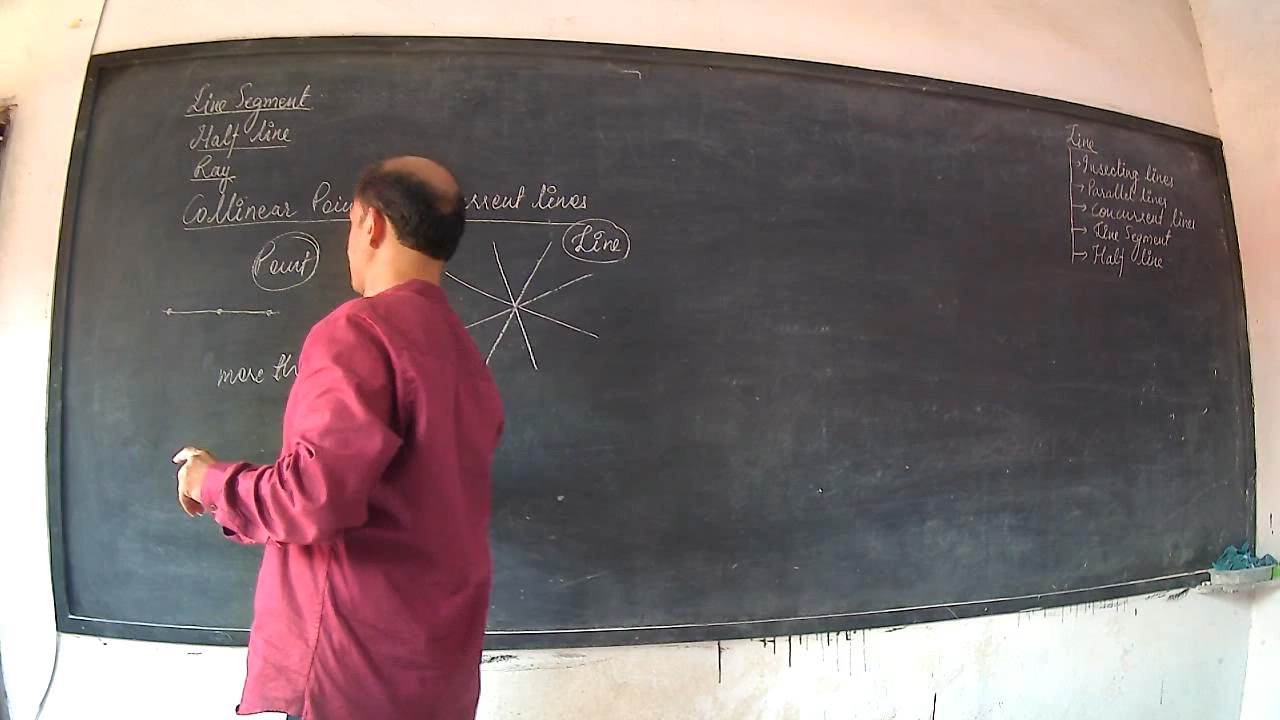 Line Segment
Half line
Ray
Collinear lines
Point Line
more
Line
Insecting lines
Parallel lines
Concurrent lines
Line Segment
Half line